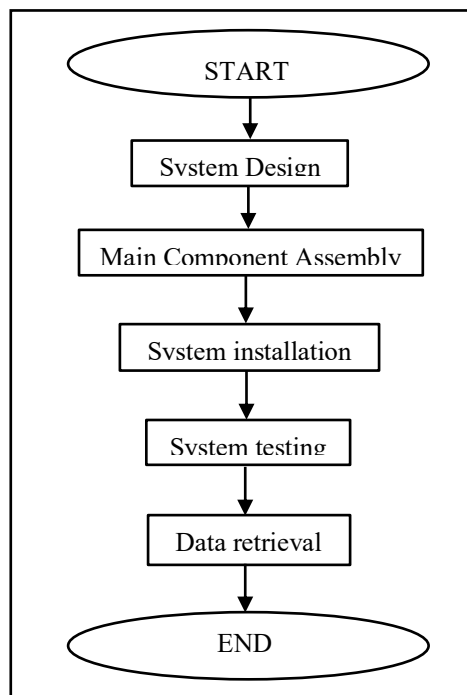 START
System Design
Main Component Assembly
System installation
System testing
Data retrieval
END